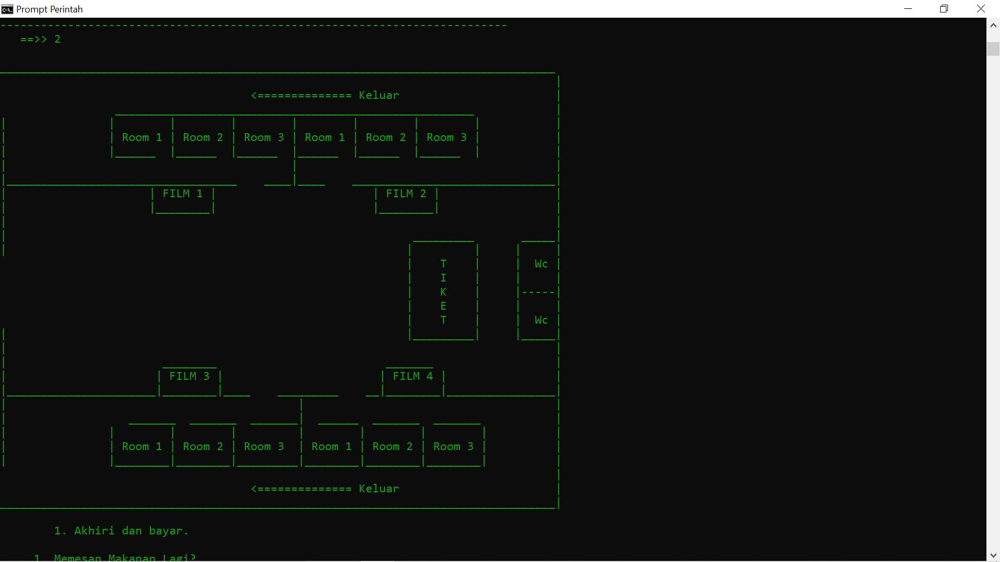 Prompt Perintah
==>> 2
<============== Keluar
Room 1 Room 2 Room 3 Room 1 Room 2 Room 3
FILM 1 FILM 2
T
Wc
I
K
E
T
Wc
FILM 3 FILM 4
Room 1 Room 2 Room 3 Room 1 Room 2 Room 3
<============== Keluar
1. Akhiri dan bayar.
1. Memesan Makanan Lagi?